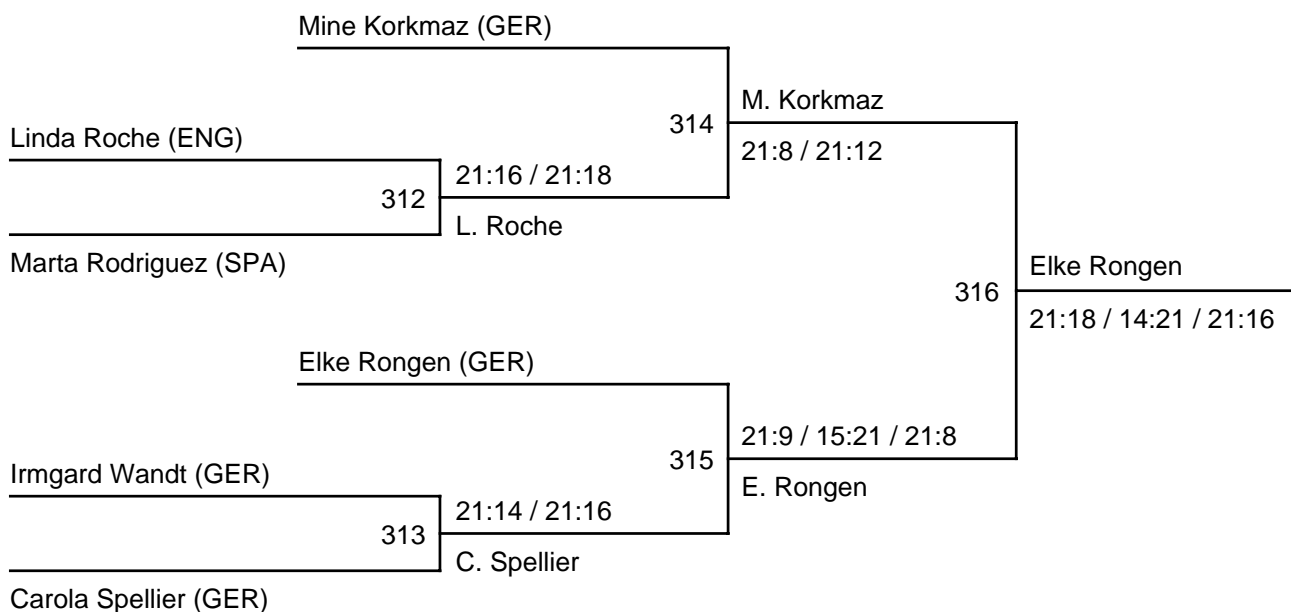 Mine Korkmaz (GER)
M. Korkmaz
314
Linda Roche (ENG)
21:8 / 21:12
21:16 / 21:18
312
L. Roche
Marta Rodriguez (SPA)
Elke Rongen
316
21:18 / 14:21 / 21:16
Elke Rongen (GER)
21:9 / 15:21 / 21:8
315
Irmgard Wandt (GER)
E. Rongen
21:14 / 21:16
313
C. Spellier
Carola Spellier (GER)